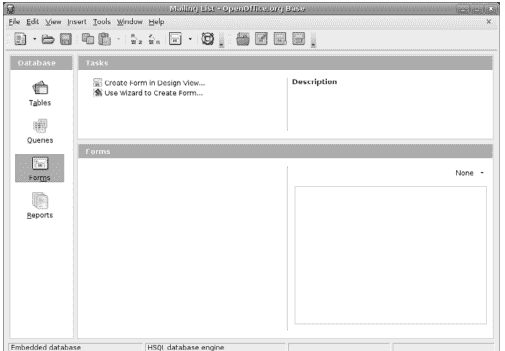 Mailing List - OpenOffice.org Base
File Edit View Insert Tools Window Help
Database
Tasks
Tables
Queries
Forms
Reports
Create Form in Design View...
Use Wizard to Create Form...
Description
Forms
None
Embedded database
HSQL database engine